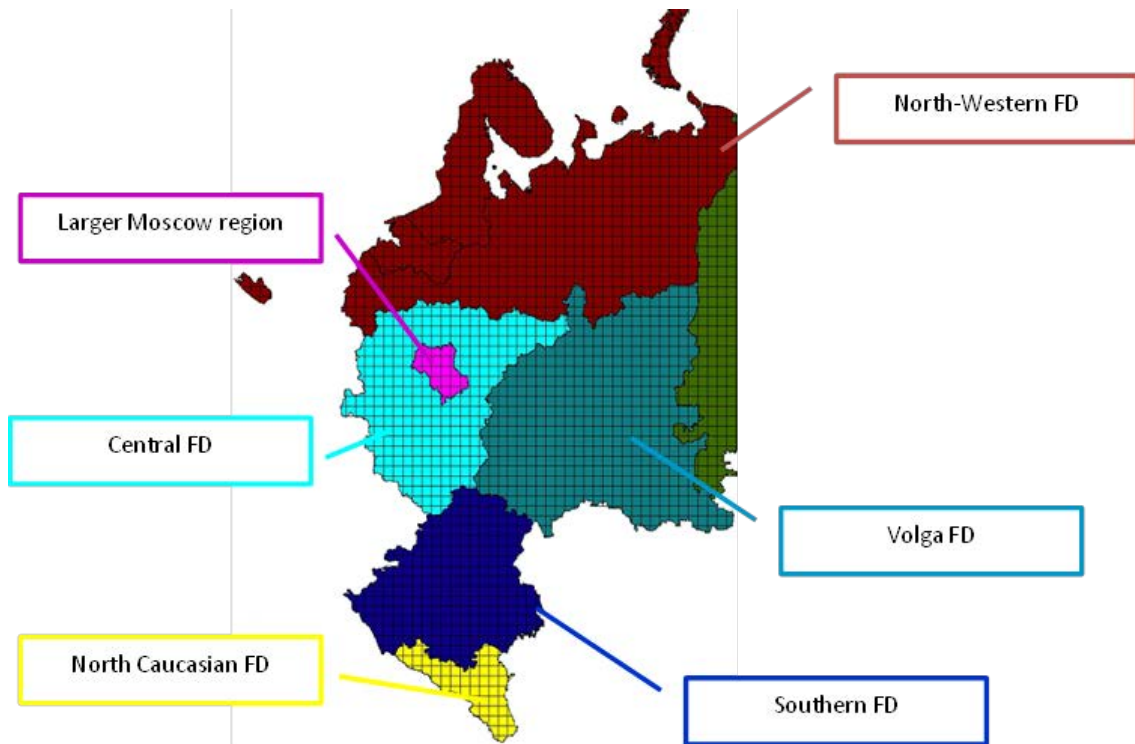 North-Western FD
Larger Moscow region
Central FD
Volga FD
North Caucasian FD
Southern FD